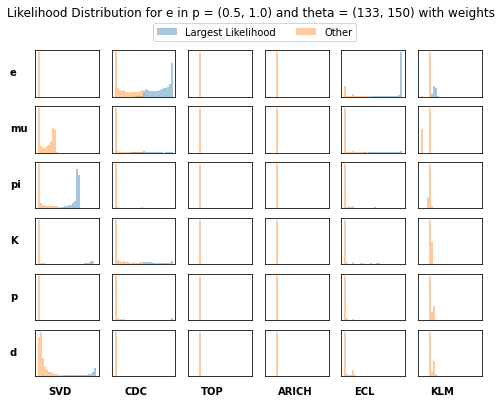 Likelihood Distribution for e in p = (0.5, 1.0) and theta = (133, 150) with weights
Largest Likelihood Other
e
mu
pi
K
p
d
SVD CDC TOP ARICH ECL KLM